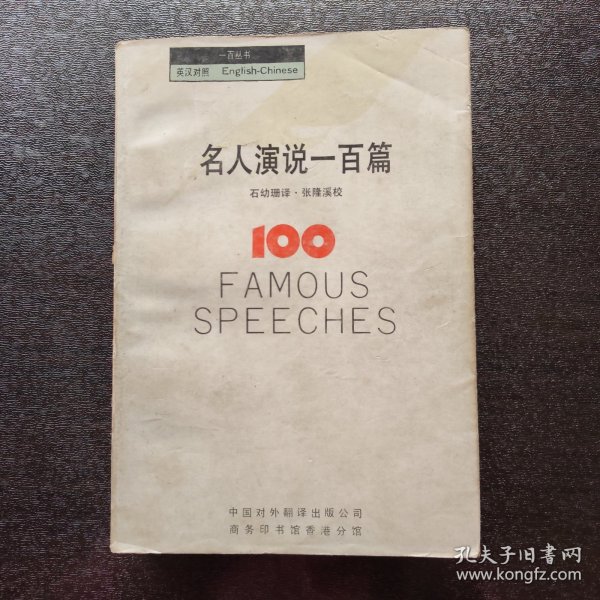 一百丛书
英汉对照 English-Chinese
名人演说一百篇
石幼珊译·张隆溪校
100
FAMOUS
SPEECHES
中国对外翻译出版公司
商务印书馆香港分馆
孔夫子旧书网
www.kongfz.com